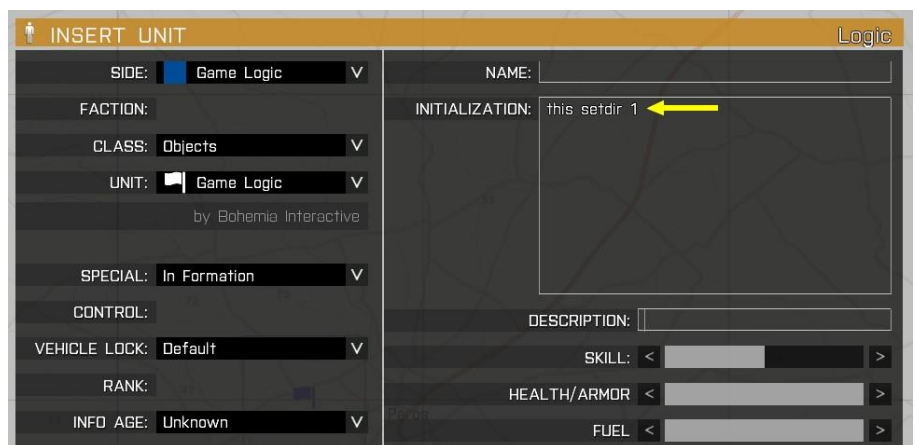 INSERT UNIT
Logic
SIDE: Game Logic V
FACTION:
CLASS: Objects V
UNIT: Game Logic V
by Bohemia Interactive
SPECIAL: In Formation V
CONTROL:
VEHICLE LOCK: Default V
RANK:
INFO AGE: Unknown V
NAME:
INITIALIZATION: this setdir 1
DESCRIPTION:
SKILL: < >
HEALTH/ARMOR < >
FUEL < >